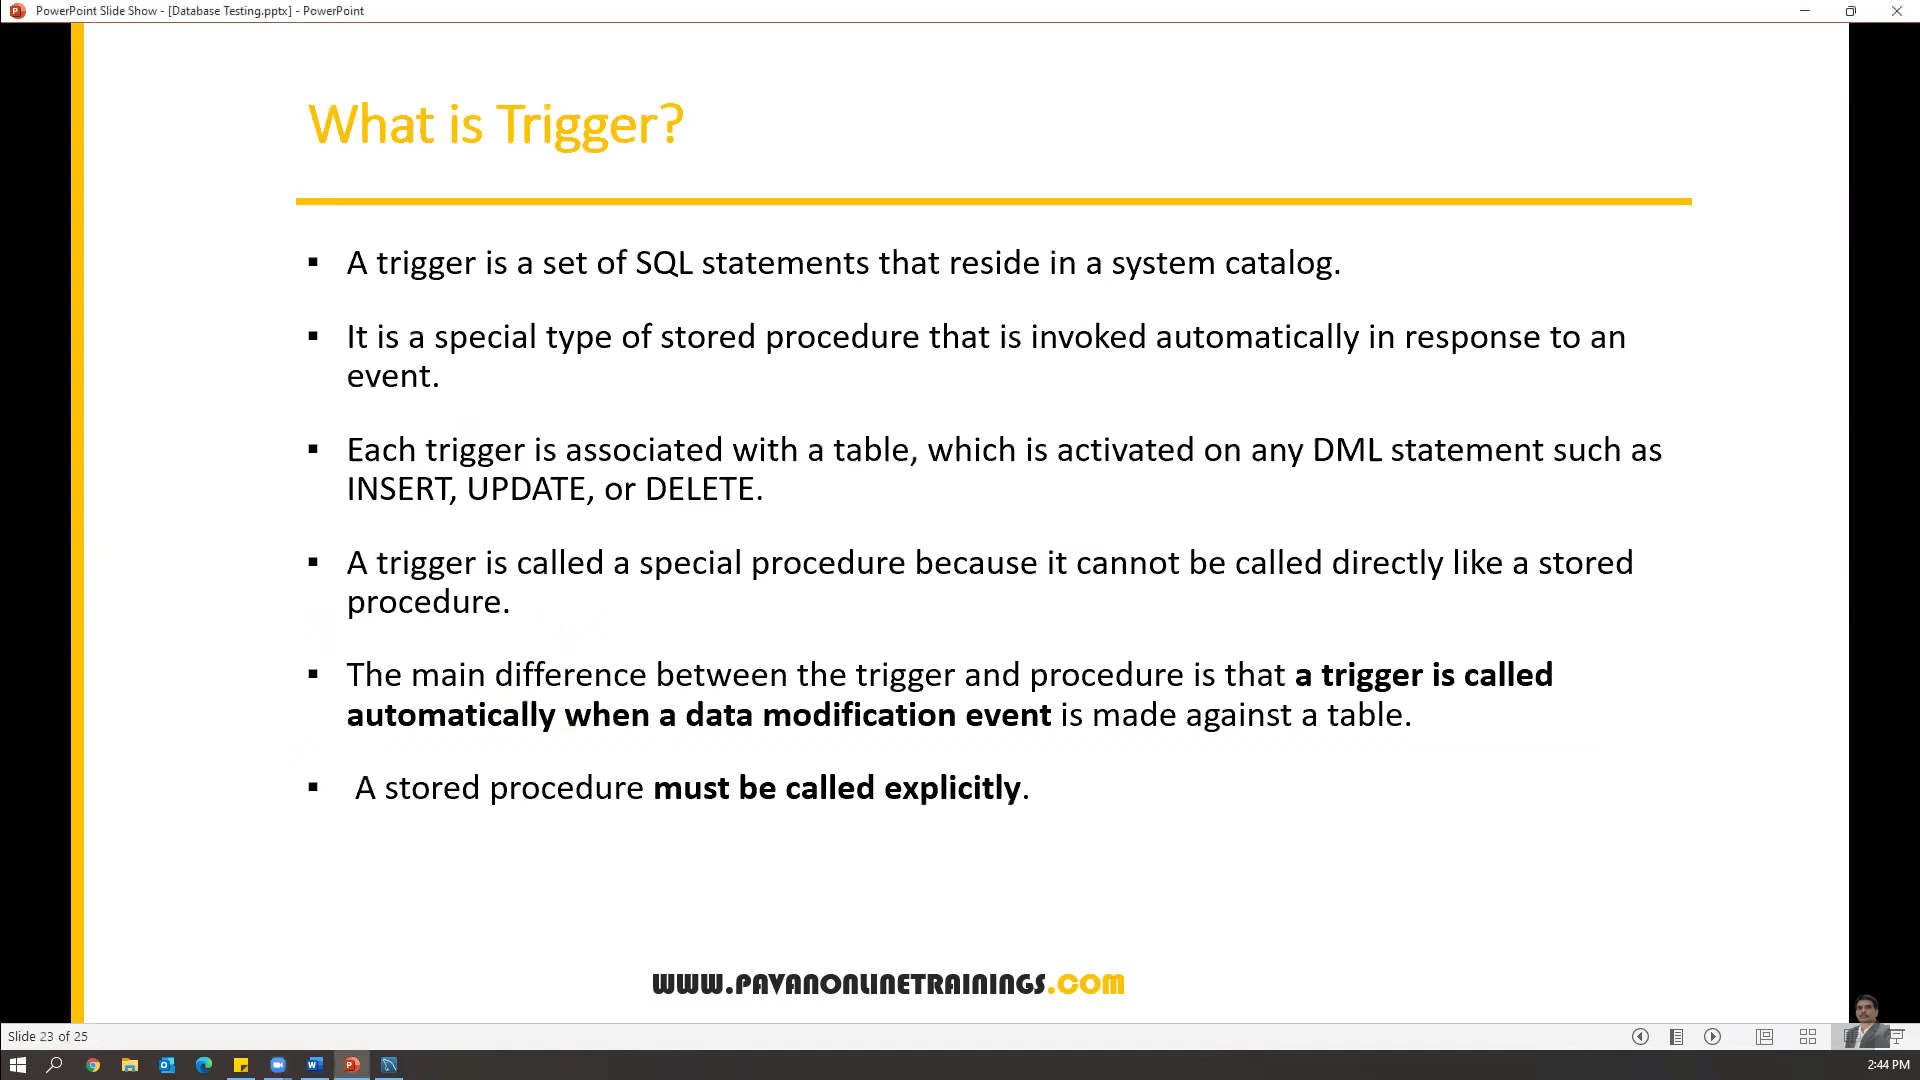 PowerPoint Slide Show - [Database Testing.pptx] - PowerPoint
What is Trigger?
▪ A trigger is a set of SQL statements that reside in a system catalog.
▪ It is a special type of stored procedure that is invoked automatically in response to an
event.
▪ Each trigger is associated with a table, which is activated on any DML statement such as
INSERT, UPDATE, or DELETE.
▪ A trigger is called a special procedure because it cannot be called directly like a stored
procedure.
▪ The main difference between the trigger and procedure is that a trigger is called
automatically when a data modification event is made against a table.
▪ A stored procedure must be called explicitly.
WWW.PAVANONLINETRAININGS.COM
Slide 23 of 25
2:44 PM